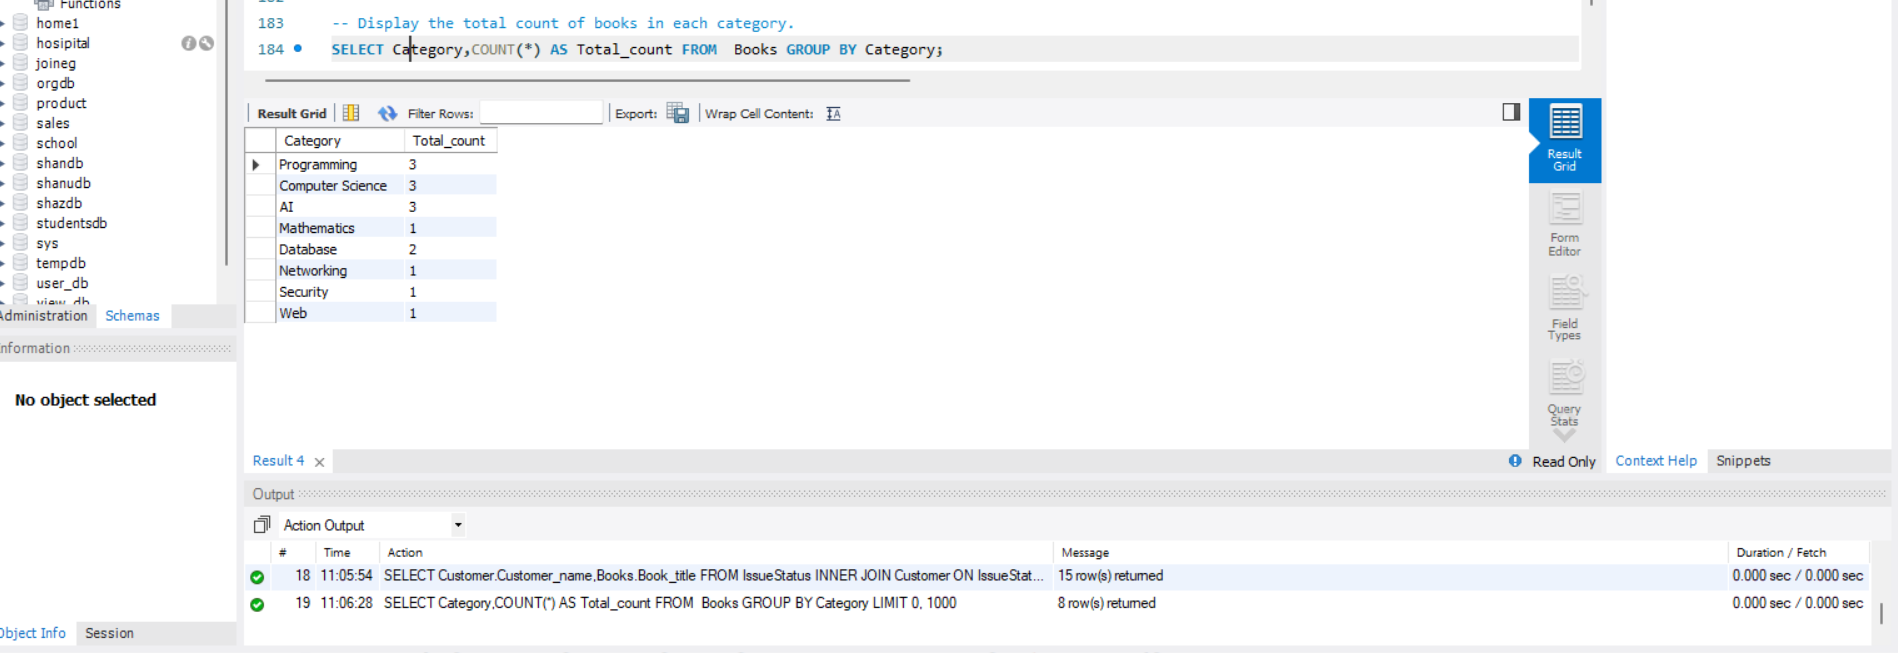 Functions
home1
hosipital
joineg
orgdb
product
sales
school
shandb
shanudb
shazdb
studentsdb
sys
tempdb
user_db
view_db
Administration Schemas
Information
No object selected
Object Info Session
183 -- Display the total count of books in each category.
184 SELECT Category,COUNT(*) AS Total_count FROM  Books GROUP BY Category;
Result Grid Filter Rows: Export: Wrap Cell Content:
Category Total_count
Programming 3
Computer Science 3
AI 3
Mathematics 1
Database 2
Networking 1
Security 1
Web 1
Result
Grid
Form
Editor
Field
Types
Query
Stats
Result 4 Read Only Context Help Snippets
Output
Action Output
# Time Action Message Duration / Fetch
18 11:05:54 SELECT Customer.Customer_name,Books.Book_title FROM IssueStatus INNER JOIN Customer ON IssueStat... 15 row(s) returned 0.000 sec / 0.000 sec
19 11:06:28 SELECT Category,COUNT(*) AS Total_count FROM  Books GROUP BY Category LIMIT 0, 1000 8 row(s) returned 0.000 sec / 0.000 sec